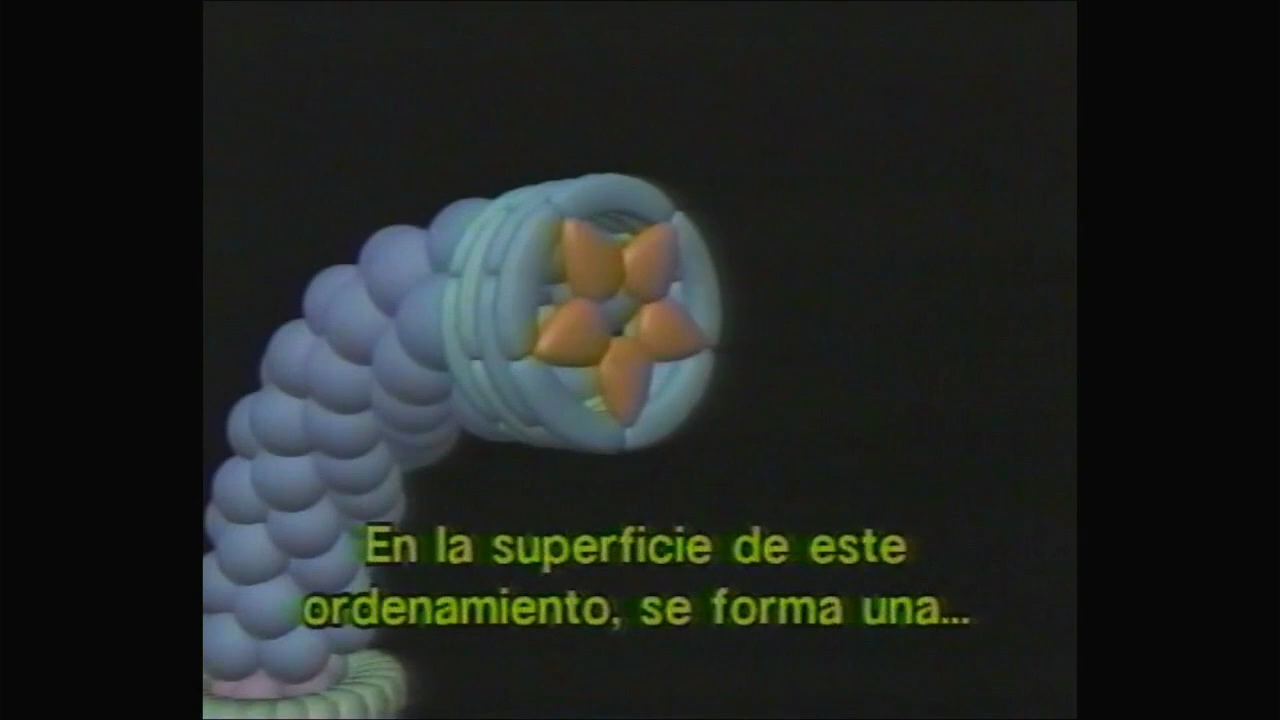 En la superficie de este
ordenamiento, se forma una...